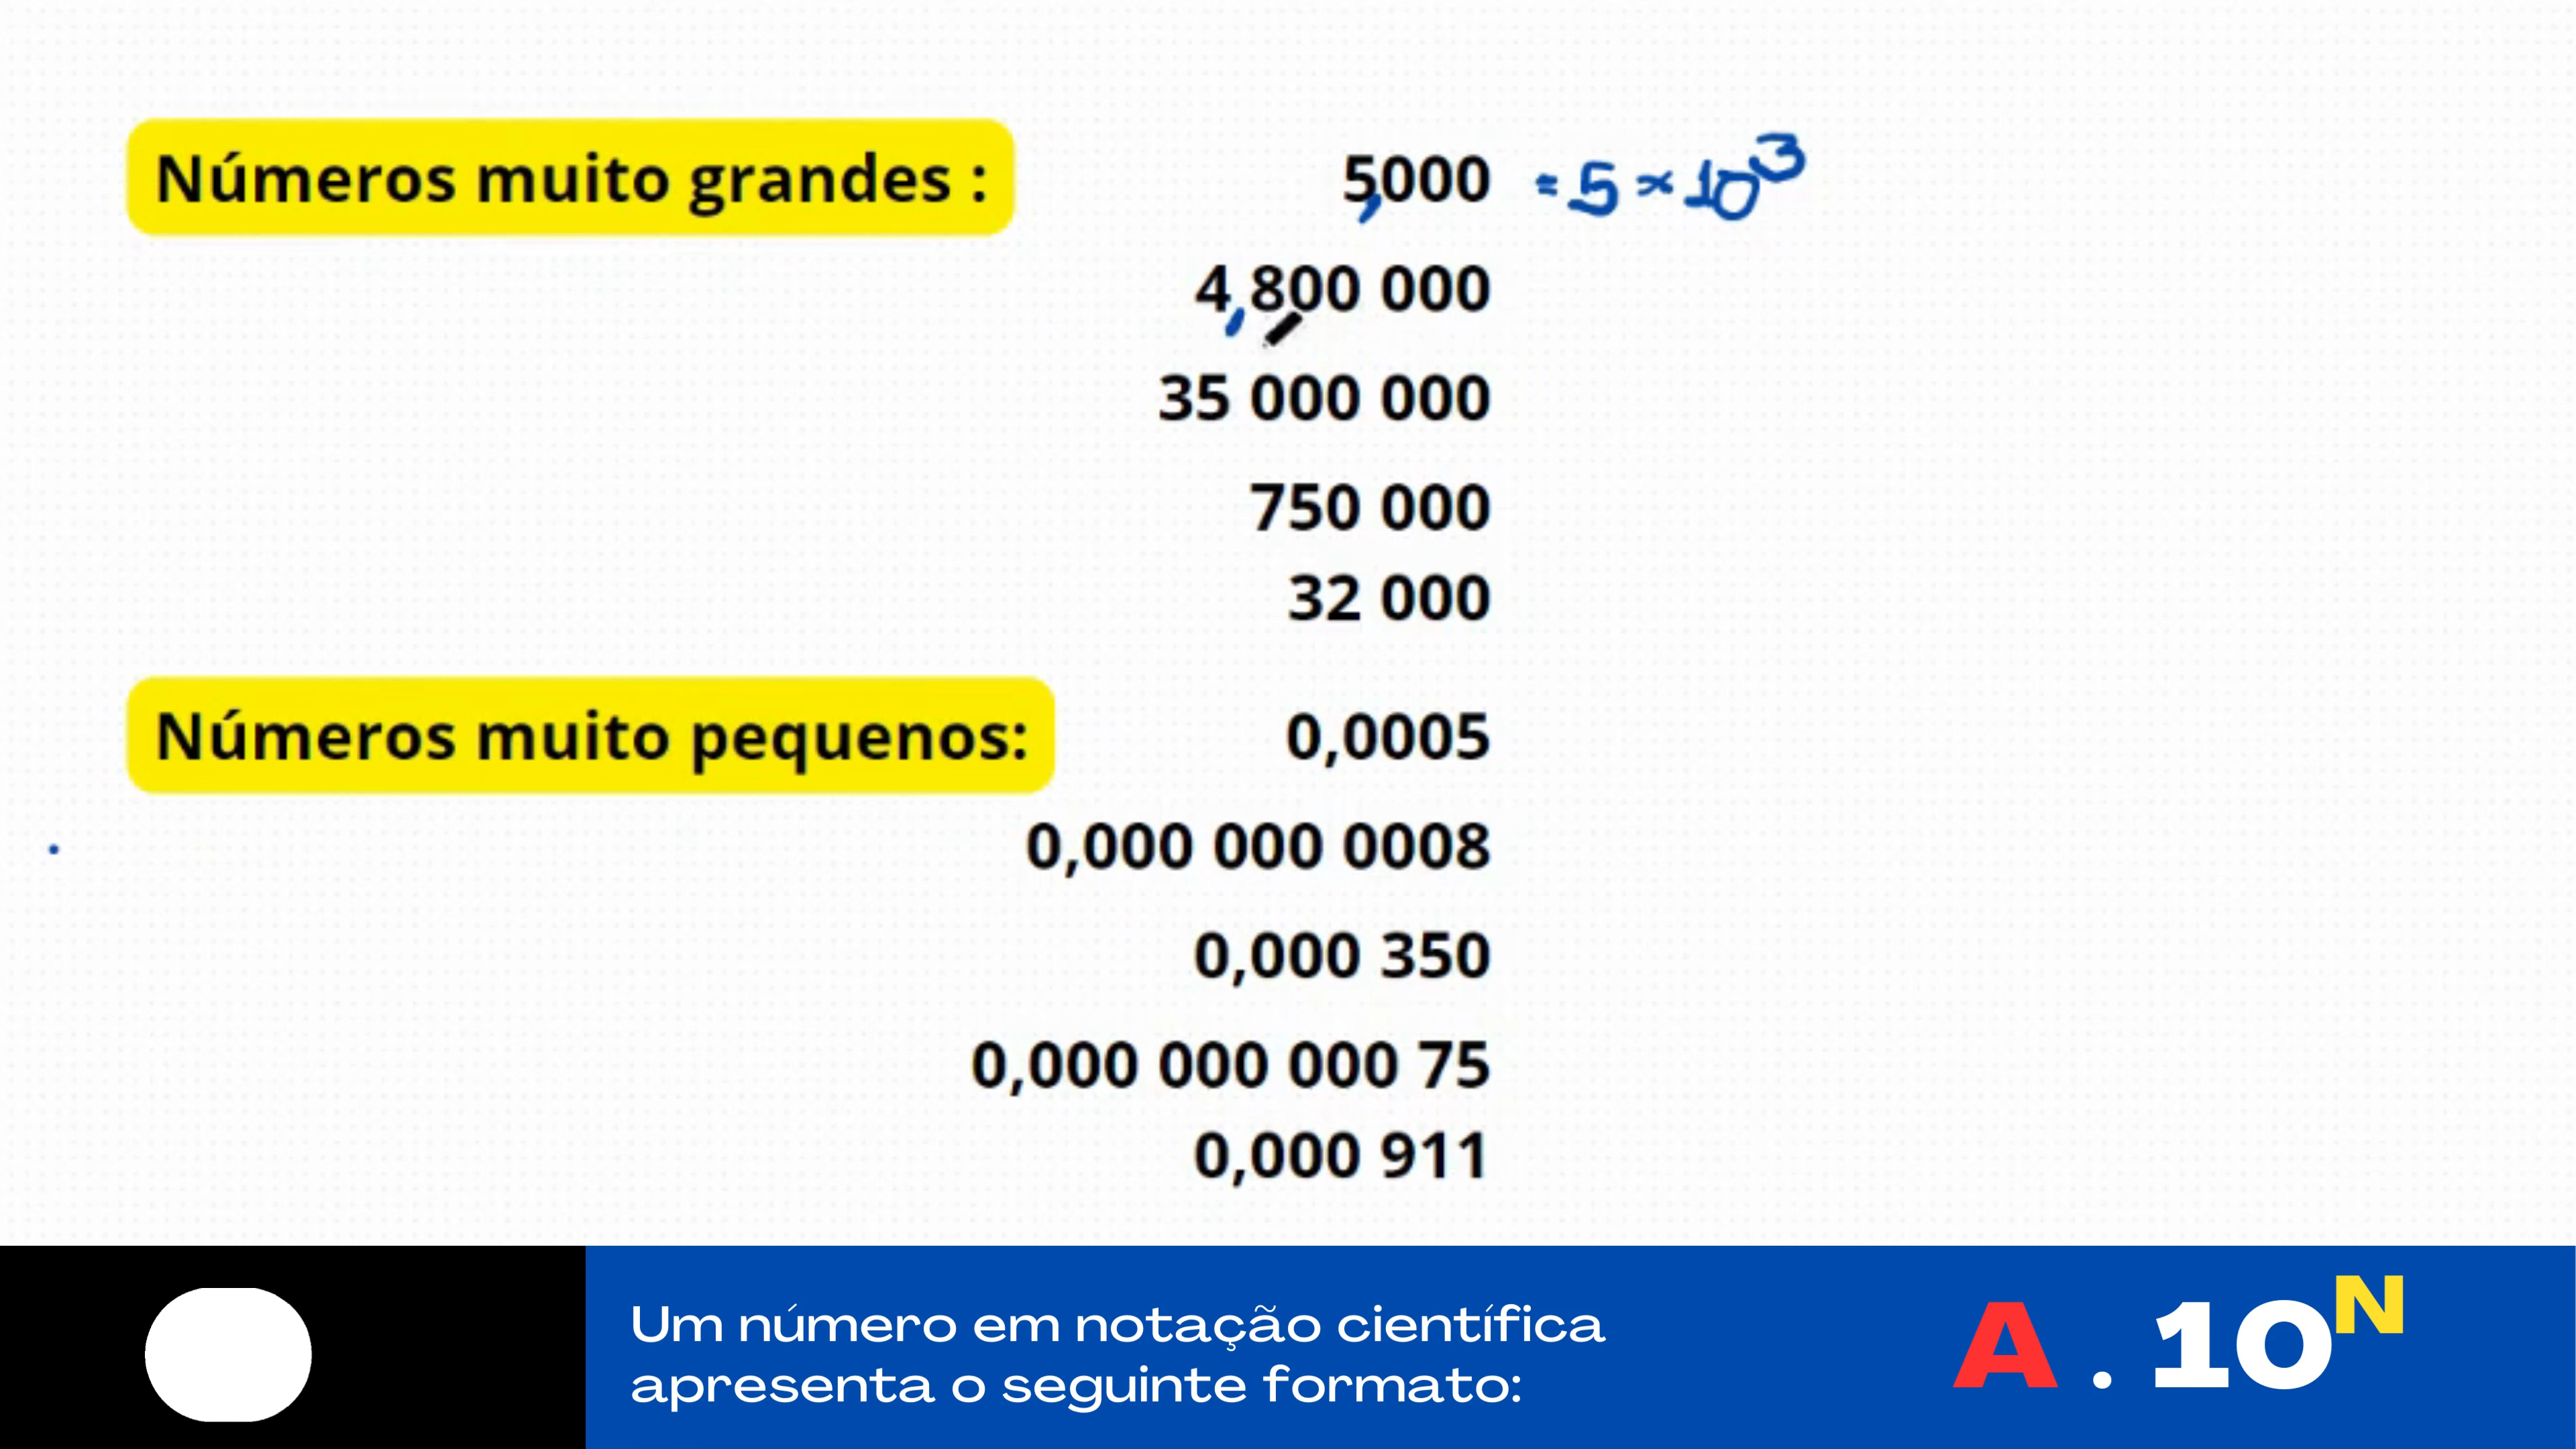 Números muito grandes :
5,000 = 5 × 10³
4,800 000
35 000 000
750 000
32 000
Números muito pequenos: 0,0005
0,000 000 0008
0,000 350
0,000 000 000 75
0,000 911
Um número em notação científica
apresenta o seguinte formato:
A . 10ᴺ